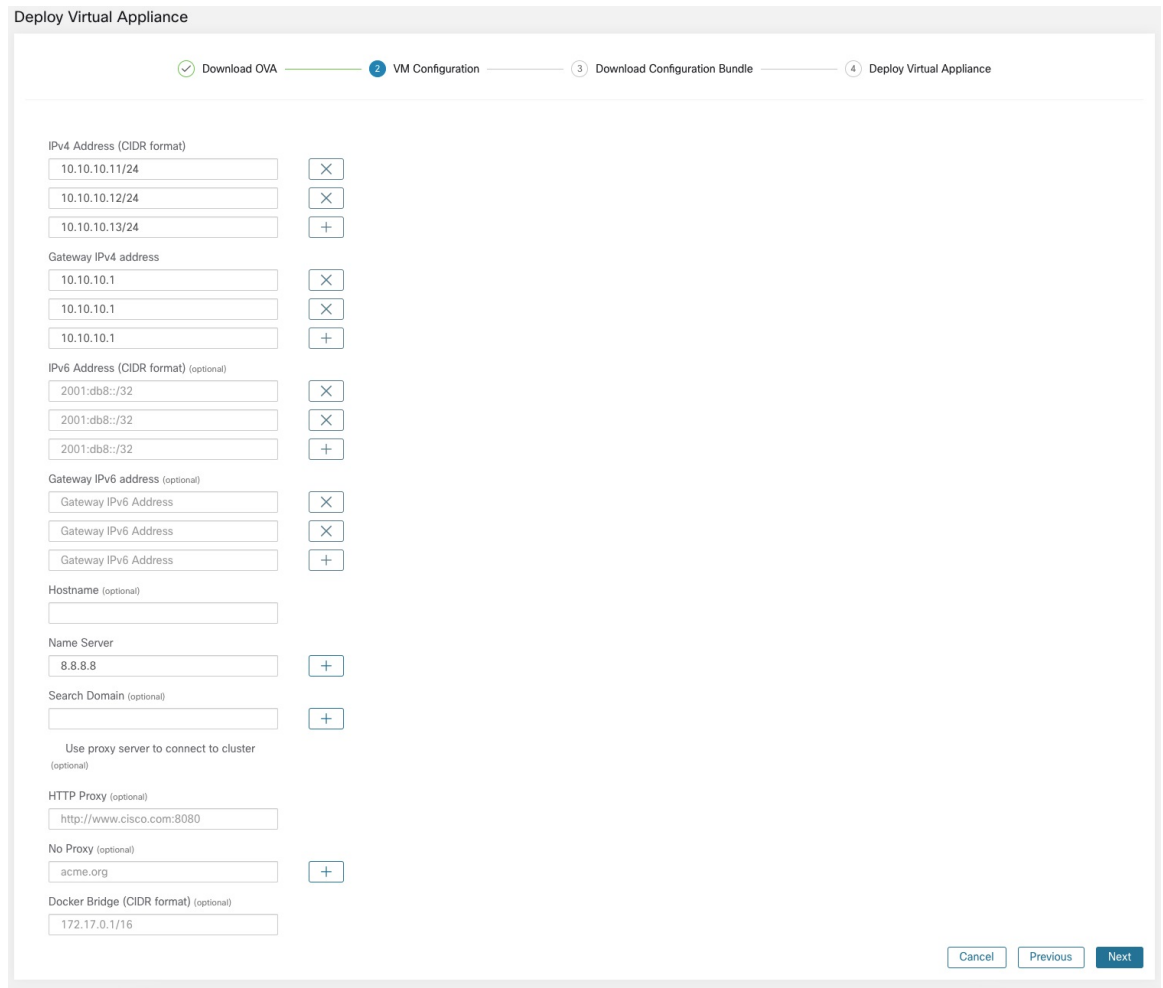 Deploy Virtual Appliance
Download OVA 2 VM Configuration 3 Download Configuration Bundle 4 Deploy Virtual Appliance
IPv4 Address (CIDR format)
10.10.10.11/24
10.10.10.12/24
10.10.10.13/24
Gateway IPv4 address
10.10.10.1
10.10.10.1
10.10.10.1
IPv6 Address (CIDR format) (optional)
2001:db8::/32
2001:db8::/32
2001:db8::/32
Gateway IPv6 address (optional)
Gateway IPv6 Address
Gateway IPv6 Address
Gateway IPv6 Address
Hostname (optional)
Name Server
8.8.8.8
Search Domain (optional)
Use proxy server to connect to cluster
(optional)
HTTP Proxy (optional)
http://www.cisco.com:8080
No Proxy (optional)
acme.org
Docker Bridge (CIDR format) (optional)
172.17.0.1/16
Cancel Previous Next